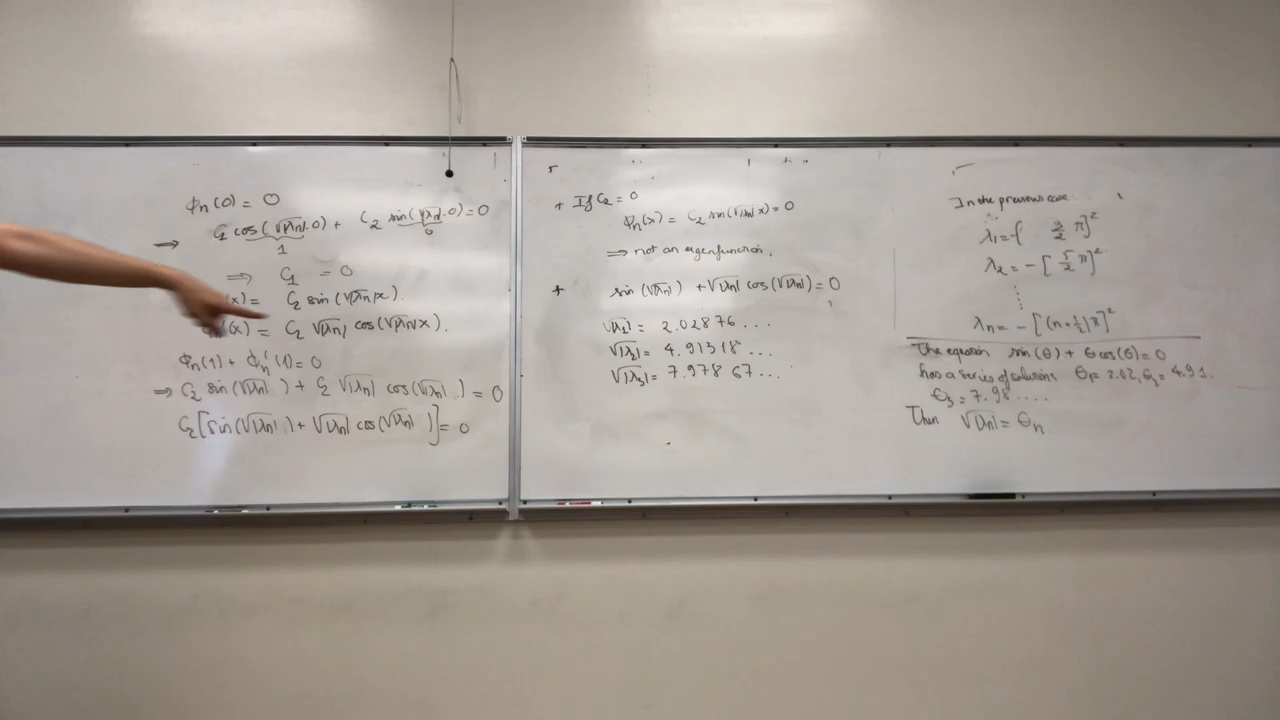 ϕn(0) = 0
⟹ C1 cos(√|λn|.0) + C2 sin(√|λn|.0) = 0
1 0
⟹ C1 = 0
(x) = C2 sin(√|λn| x).
(x) = C2 √|λn| cos(√|λn| x).
ϕn(1) + ϕn'(1) = 0
⟹ C2 sin(√|λn|) + C2 √|λn| cos(√|λn|) = 0
C2 [sin(√|λn|) + √|λn| cos(√|λn|)] = 0
+ If C2 = 0
ϕn(x) = C2 sin(√|λn| x) = 0
⟹ not an eigenfunction.
+ sin(√|λn|) + √|λn| cos(√|λn|) = 0
√|λ1| = 2.02876...
√|λ2| = 4.91318...
√|λ3| = 7.97867...
In the previous case:
λ1 = -[ 3/2 π]²
λ2 = -[ 5/2 π]²
⋮
λn = -[(n+½)π]²
The equation sin(θ) + θ cos(θ) = 0
has a series of solutions θ1 = 2.02, θ2 = 4.91.
θ3 = 7.98....
Then √|λn| = θn